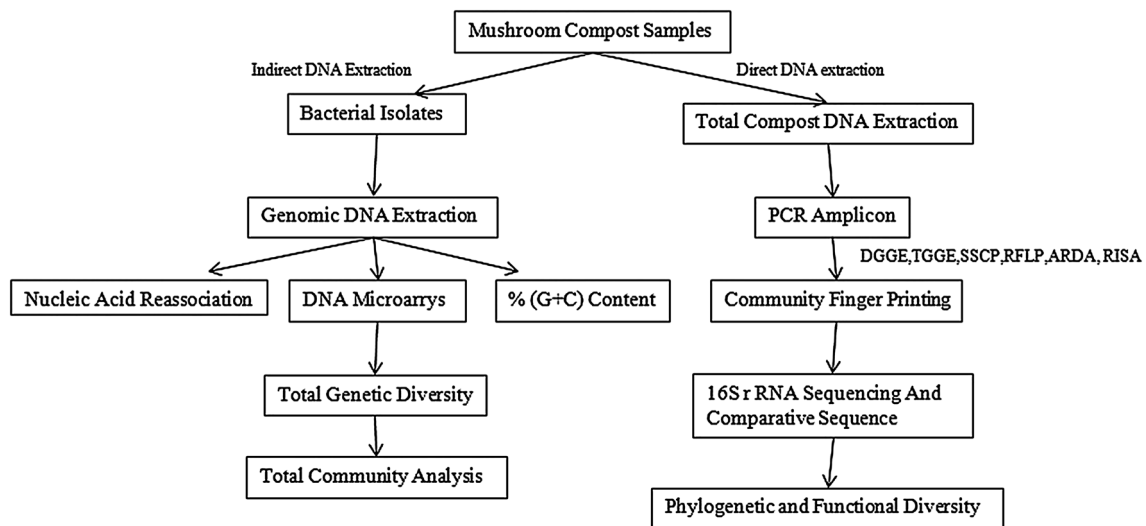 Mushroom Compost Samples
Indirect DNA Extraction
Direct DNA extraction
Bacterial Isolates
Total Compost DNA Extraction
Genomic DNA Extraction
PCR Amplicon
DGGE,TGGE,SSCP,RFLP,ARDA, RISA
Nucleic Acid Reassociation
DNA Microarrys
% (G+C) Content
Community Finger Printing
Total Genetic Diversity
16S r RNA Sequencing And
Comparative Sequence
Total Community Analysis
Phylogenetic and Functional Diversity